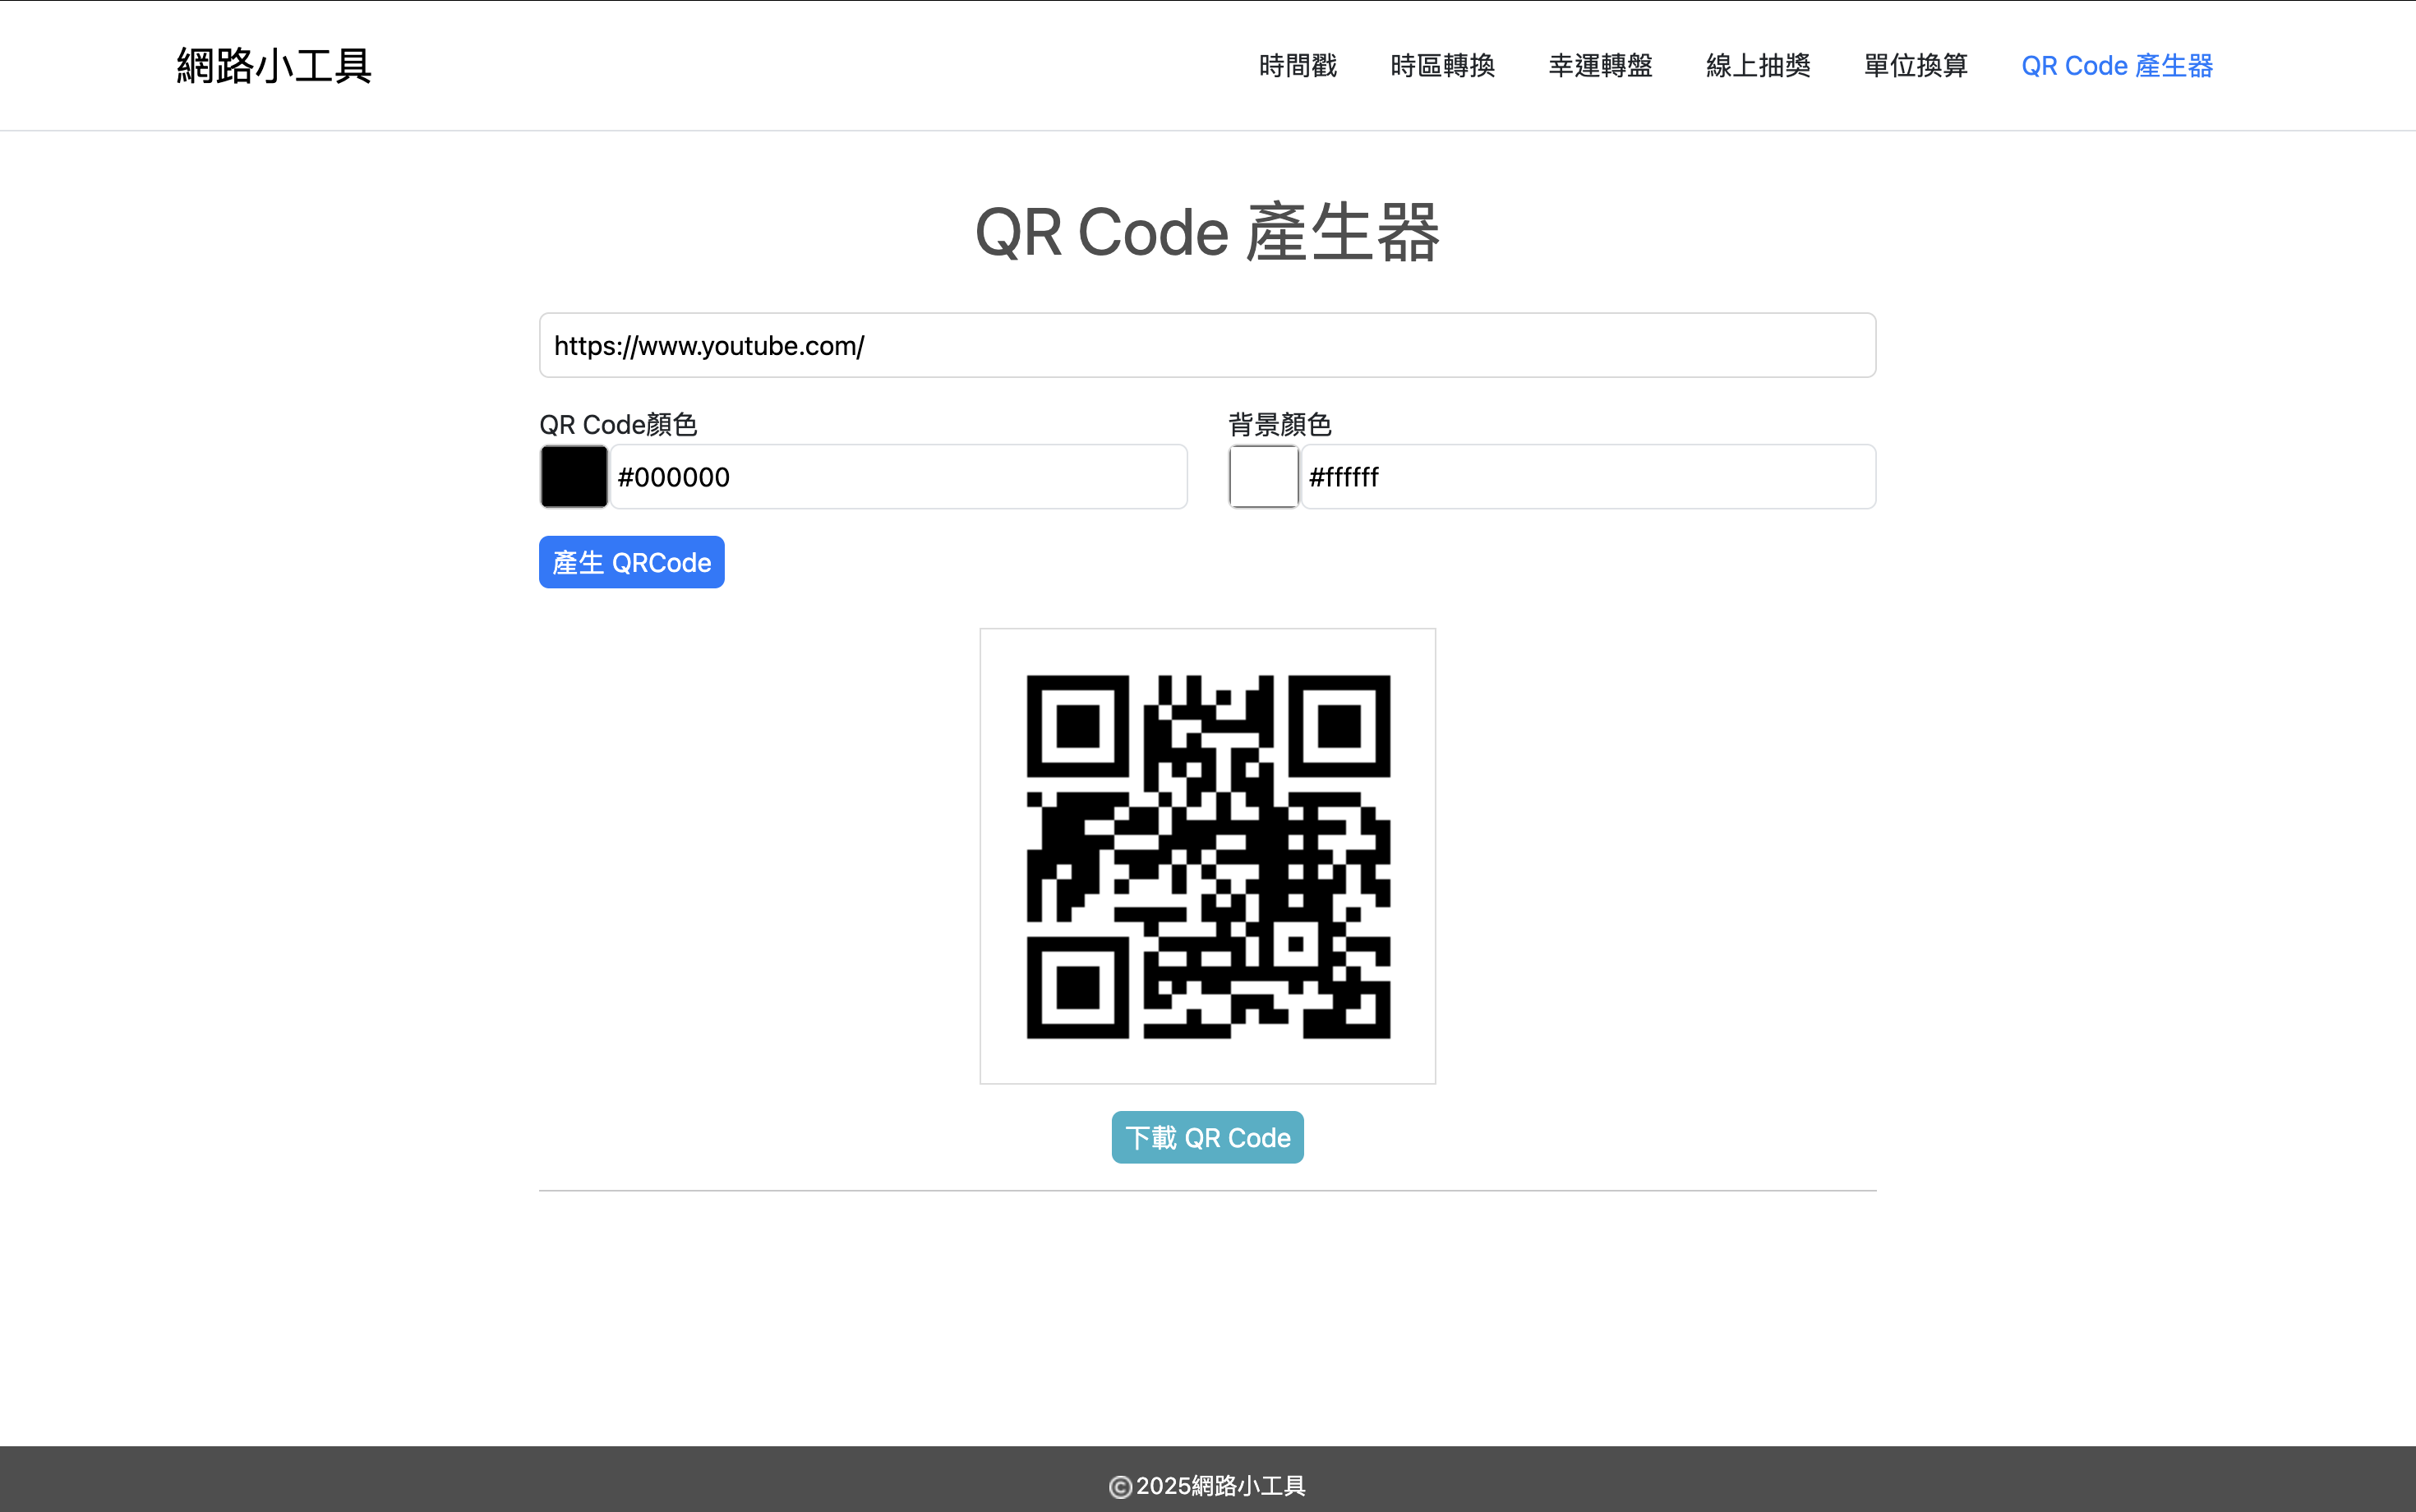 網路小工具
時間戳 時區轉換 幸運轉盤 線上抽獎 單位換算 QR Code 產生器
QR Code 產生器
https://www.youtube.com/
QR Code顏色 背景顏色
#000000 #ffffff
產生 QRCode
下載 QR Code
©2025網路小工具